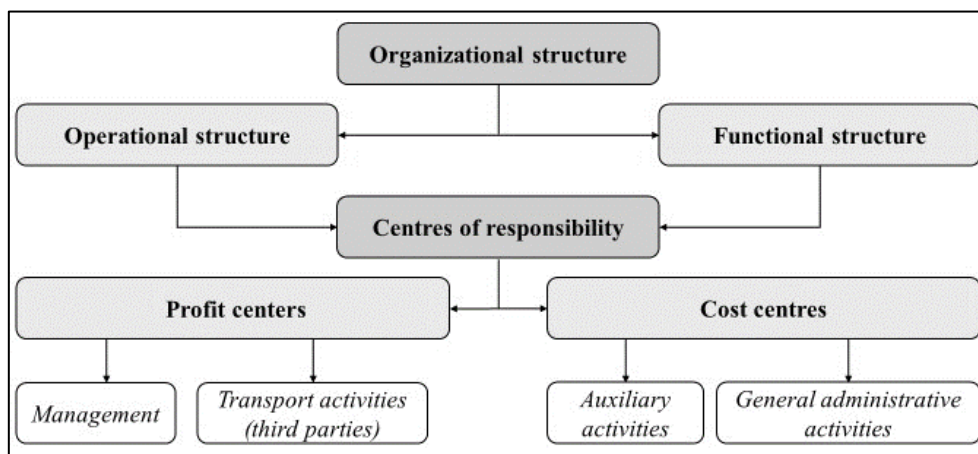 Organizational structure
Operational structure
Functional structure
Centres of responsibility
Profit centers
Cost centres
Management
Transport activities
(third parties)
Auxiliary
activities
General administrative
activities